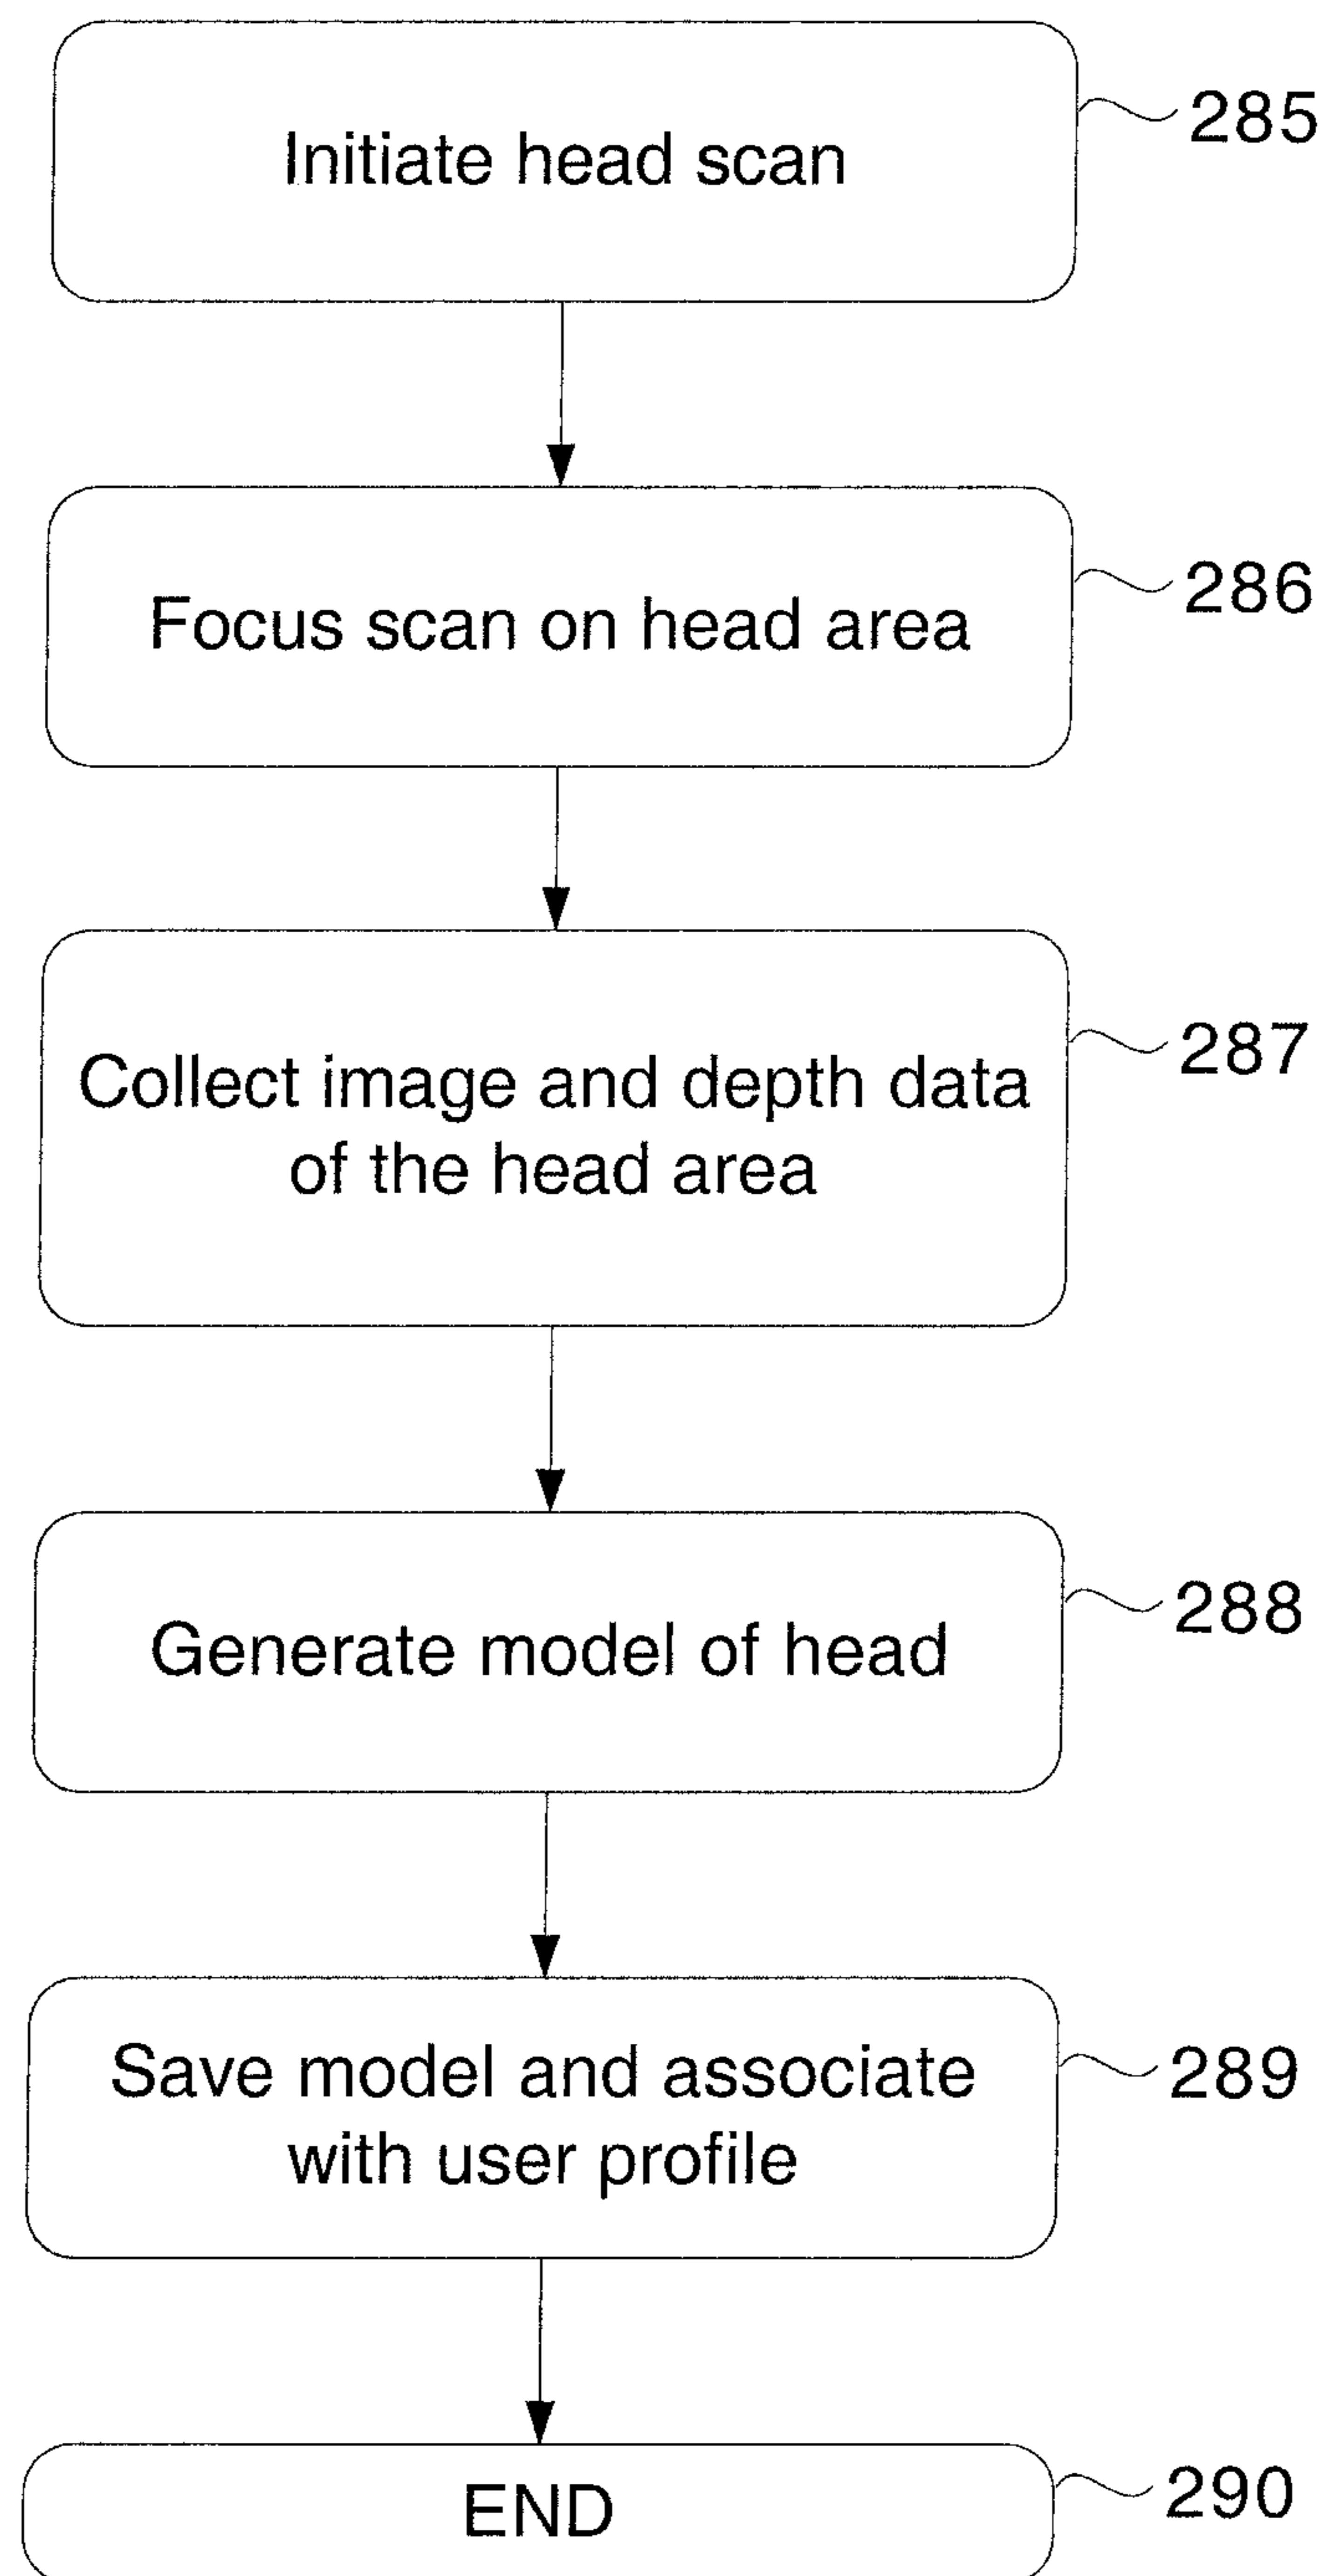 Initiate head scan
285
Focus scan on head area
286
Collect image and depth data
of the head area
287
Generate model of head
288
Save model and associate
with user profile
289
END
290